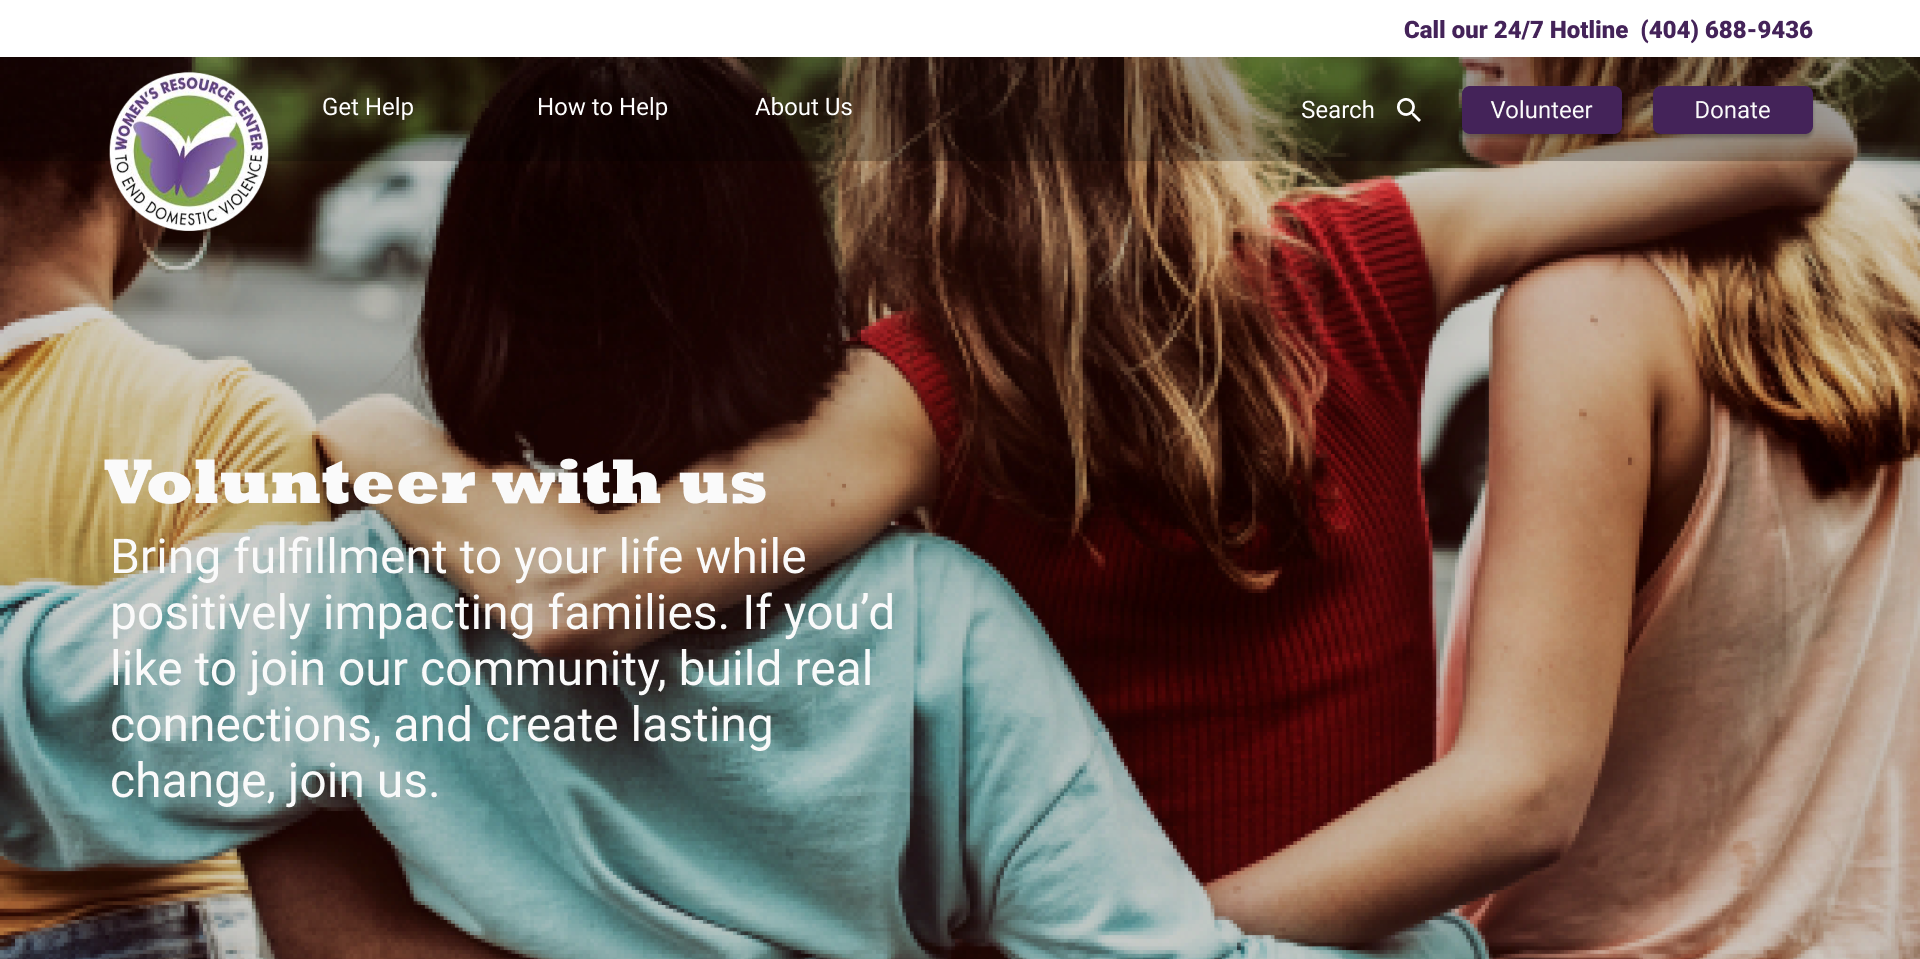 Call our 24/7 Hotline (404) 688-9436
WOMEN'S RESOURCE CENTER
TO END DOMESTIC VIOLENCE
Get Help
How to Help
About Us
Search
Volunteer
Donate
Volunteer with us
Bring fulfillment to your life while
positively impacting families. If you’d
like to join our community, build real
connections, and create lasting
change, join us.